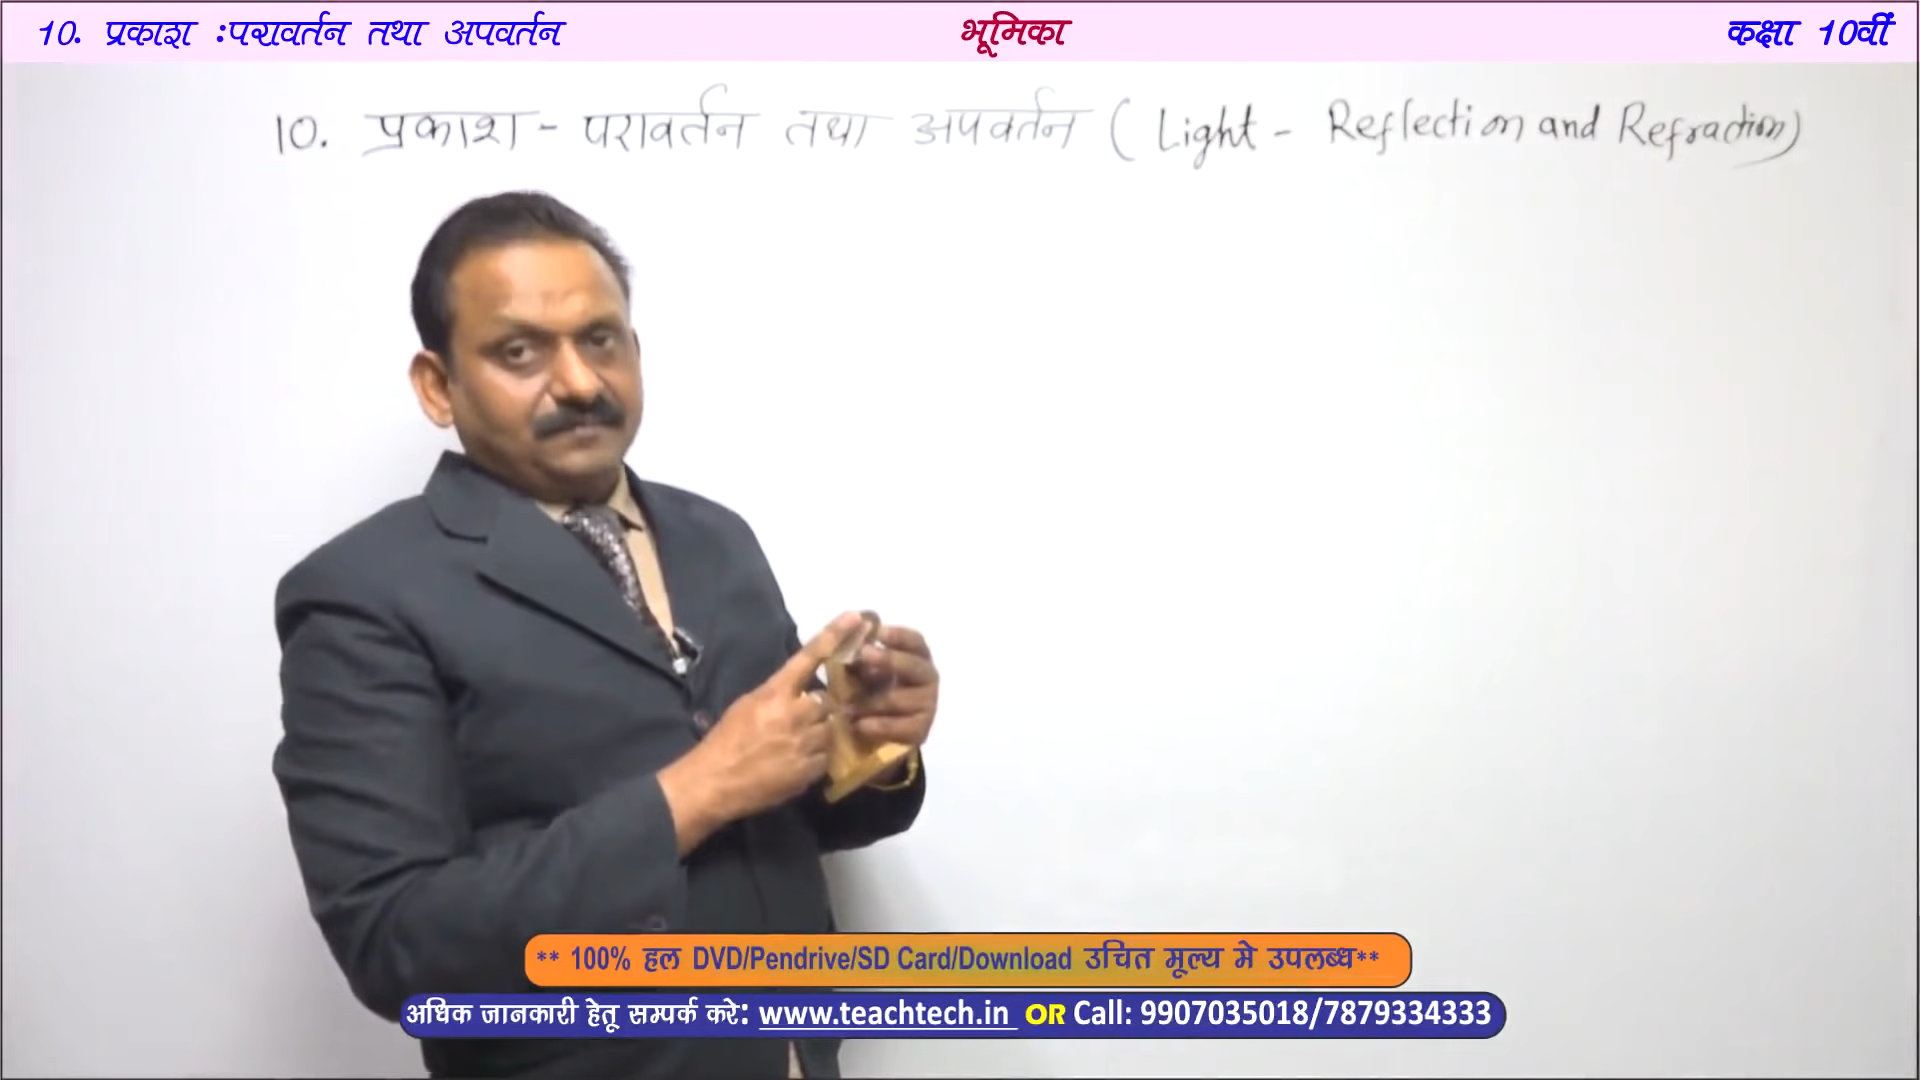 10. प्रकाश :परावर्तन तथा अपवर्तन भूमिका कक्षा 10वीं
10. प्रकाश - परावर्तन तथा अपवर्तन ( Light - Reflection and Refraction)
** 100% हल DVD/Pendrive/SD Card/Download उचित मूल्य मे उपलब्ध**
अधिक जानकारी हेतू सम्पर्क करे: www.teachtech.in OR Call: 9907035018/7879334333